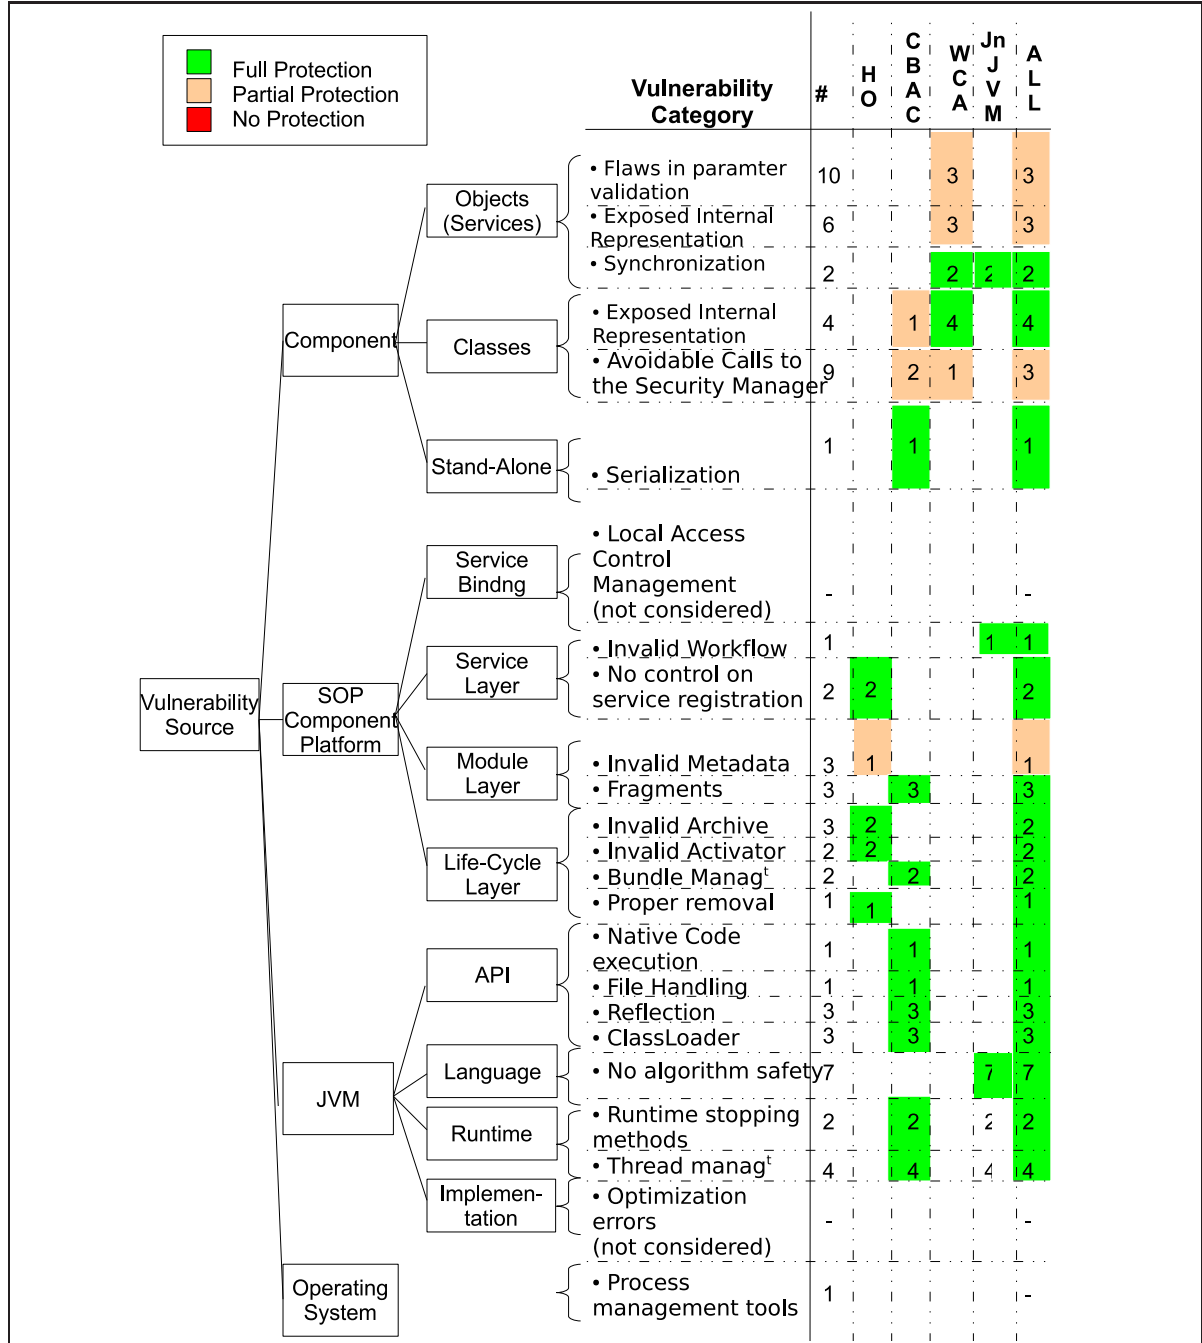 Full Protection
Partial Protection
No Protection
Vulnerability
Category
#
H
O
C
B
A
C
W
C
A
Jn
J
V
M
A
L
L
Vulnerability
Source
Component
Objects
(Services)
• Flaws in paramter
validation
10 3 3
• Exposed Internal
Representation
6 3 3
• Synchronization
2 2 2 2
Classes
• Exposed Internal
Representation
4 1 4 4
• Avoidable Calls to
the Security Manager
9 2 1 3
Stand-Alone
• Serialization
1 1 1
SOP
Component
Platform
Service
Bindng
• Local Access
Control
Management
(not considered)
- -
Service
Layer
• Invalid Workflow
1 1 1
• No control on
service registration
2 2 2
Module
Layer
• Invalid Metadata
3 1 1
• Fragments
3 3 3
Life-Cycle
Layer
• Invalid Archive
3 2 2
• Invalid Activator
2 2 2
• Bundle Managᵗ
2 2 2
• Proper removal
1 1 1
JVM
API
• Native Code
execution
1 1 1
• File Handling
1 1 1
• Reflection
3 3 3
• ClassLoader
3 3 3
Language
• No algorithm safety
7 7 7
Runtime
• Runtime stopping
methods
2 2 2 2
• Thread managᵗ
4 4 4 4
Implemen-
tation
• Optimization
errors
(not considered)
- -
Operating
System
• Process
management tools
1 -